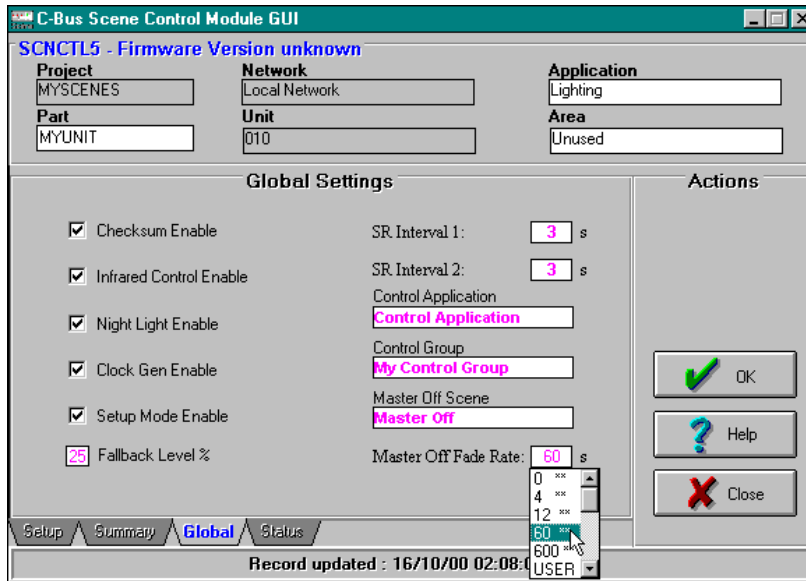 C-Bus Scene Control Module GUI
SCNCTL5 - Firmware Version unknown
Project Network Application
MYSCENES Local Network Lighting
Part Unit Area
MYUNIT 010 Unused
Global Settings
Actions
Checksum Enable
SR Interval 1: 3 s
Infrared Control Enable
SR Interval 2: 3 s
Control Application
Control Application
Night Light Enable
Control Group
My Control Group
Clock Gen Enable
Master Off Scene
Master Off
Setup Mode Enable
25 Fallback Level %
Master Off Fade Rate: 60 s
0 **
4 **
12 **
60 **
600 **
USER
OK
Help
Close
Setup Summary Global Status
Record updated : 16/10/00 02:08: